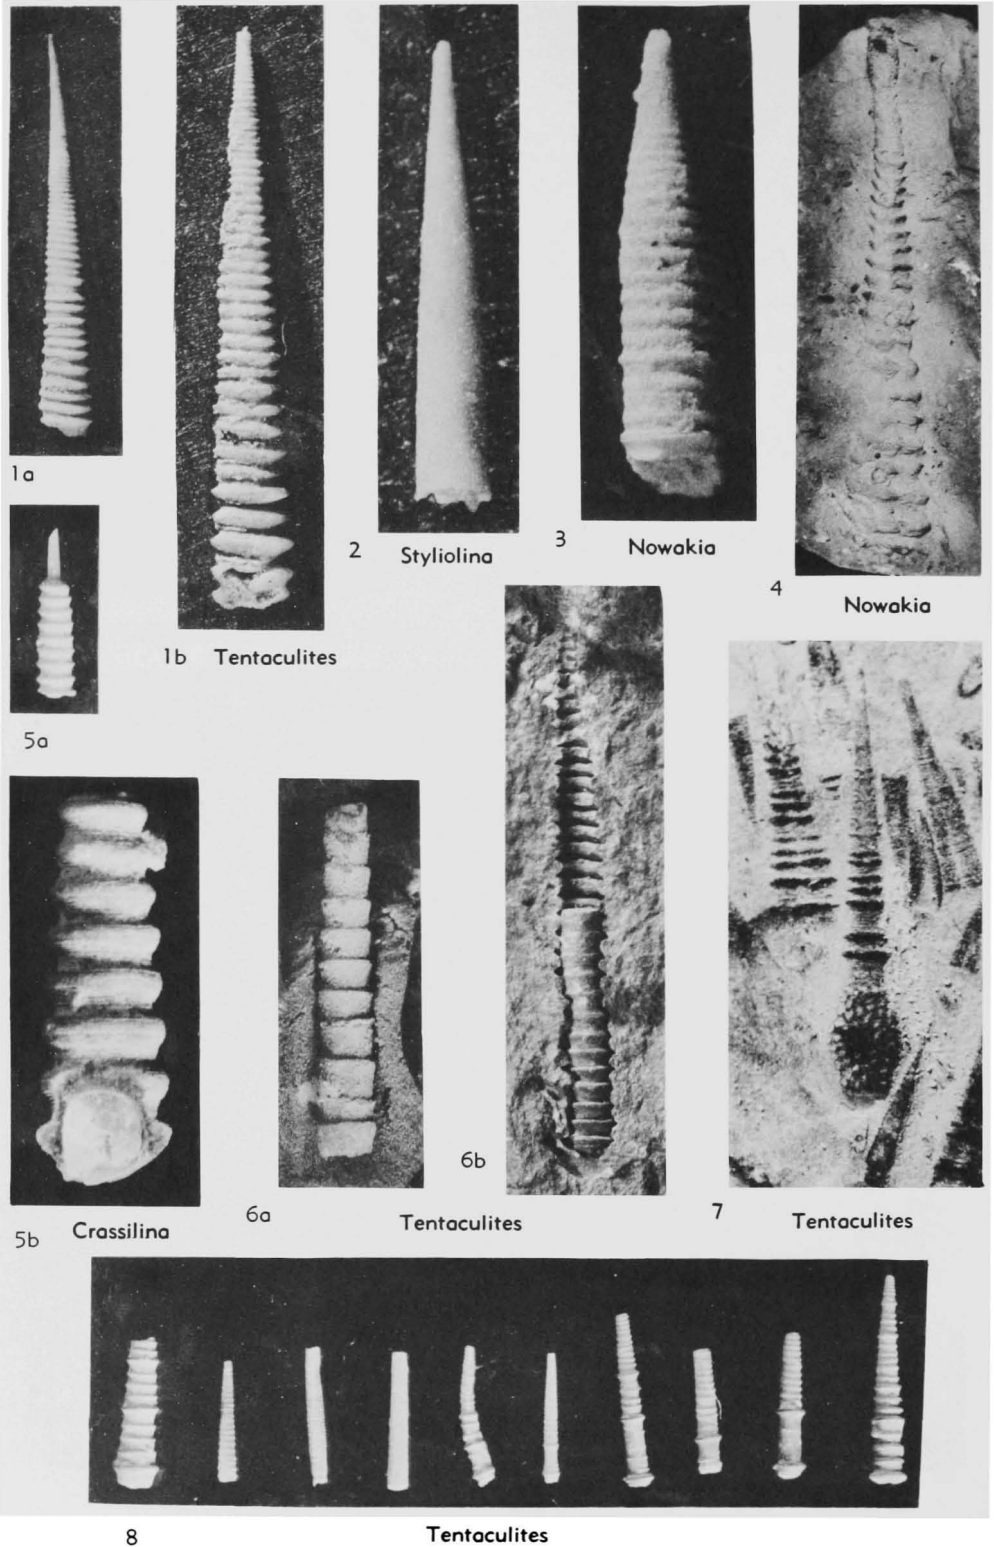 1a
1b Tentaculites
2 Styliolina
3 Nowakia
4 Nowakia
5a
5b Crassilina
6a
6b Tentaculites
7 Tentaculites
8 Tentaculites